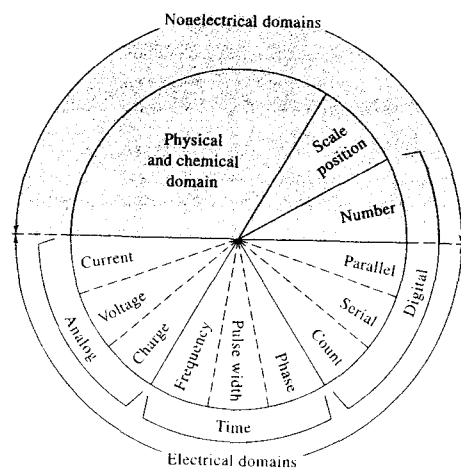 Nonelectrical domains
Physical
and chemical
domain
Scale
position
Number
Current
Voltage
Charge
Frequency
Pulse width
Phase
Count
Serial
Parallel
Analog
Time
Digital
Electrical domains